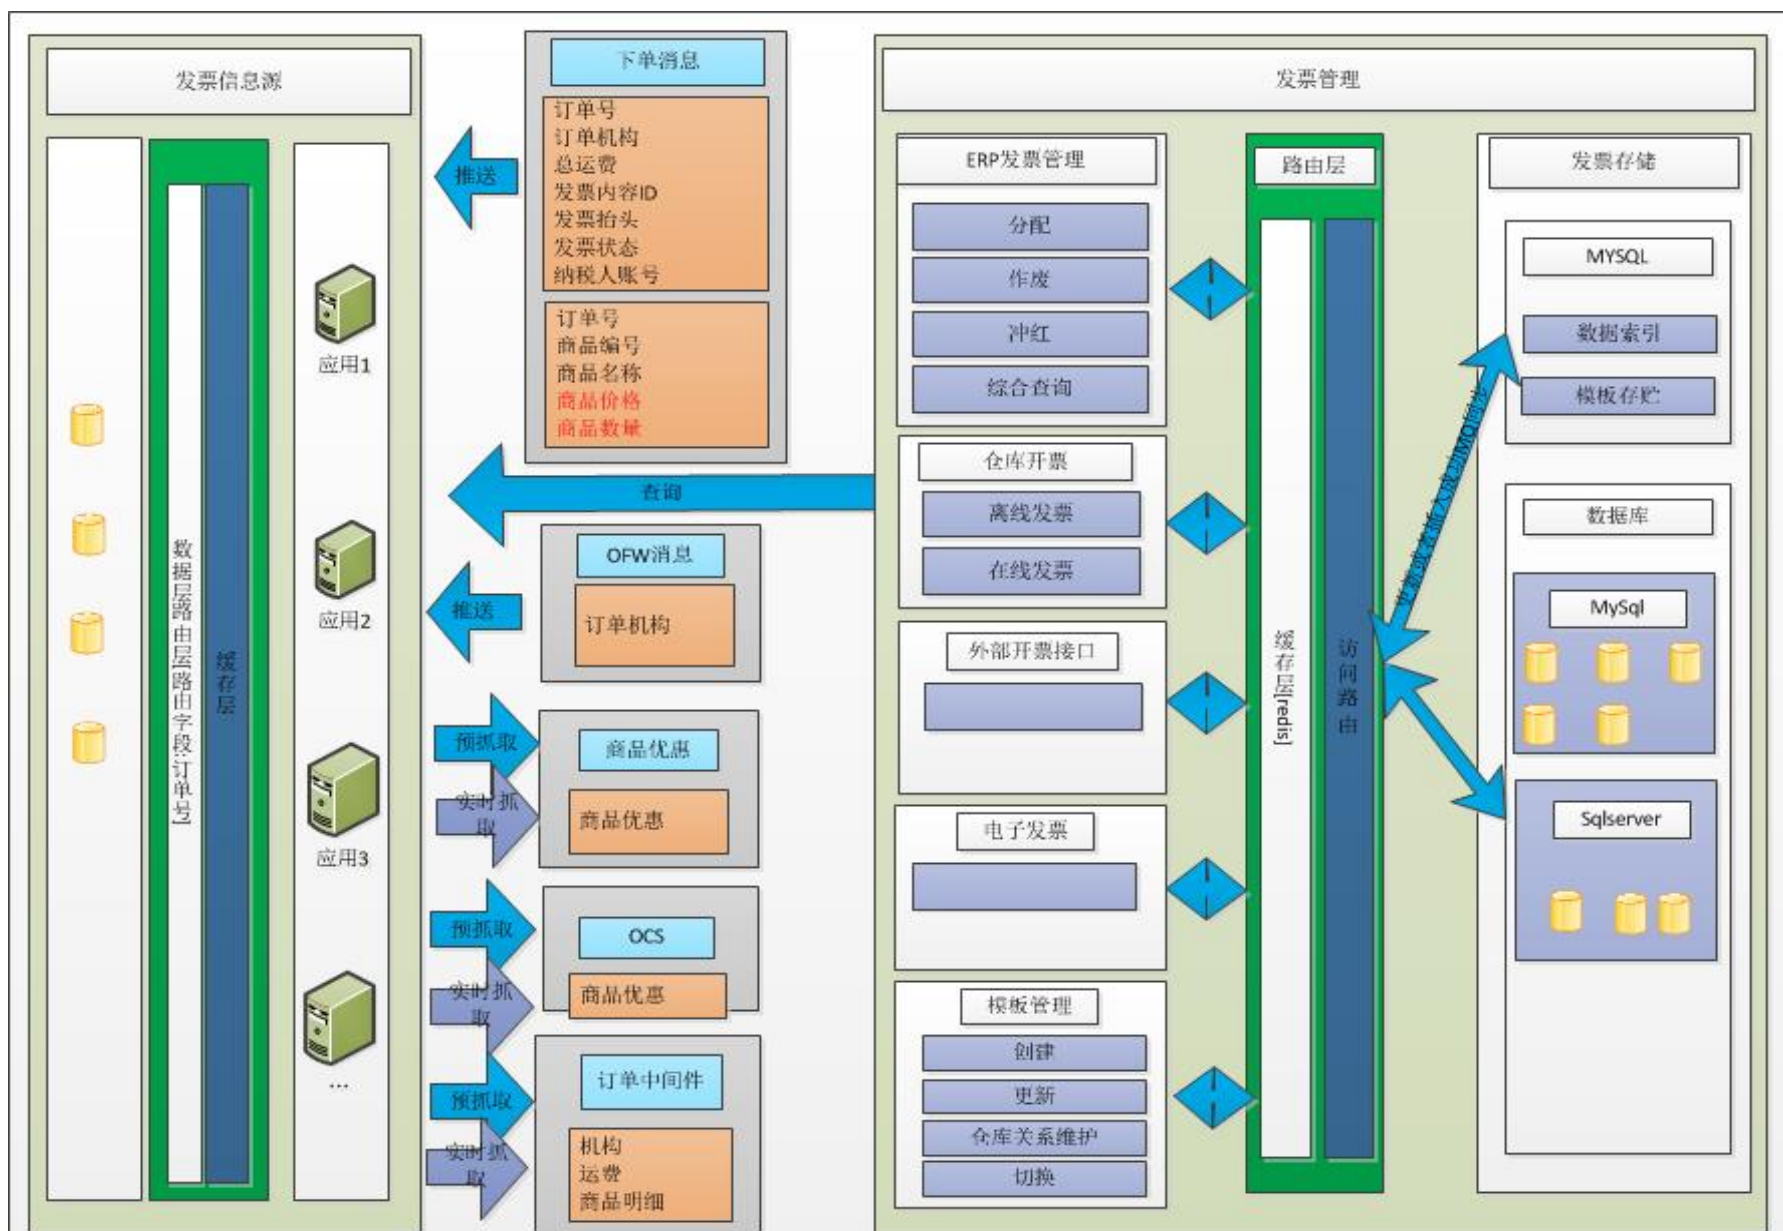 发票信息源
数据层路由层[路由字段:订单号]
缓存层
应用1
应用2
应用3
...
下单消息
订单号
订单机构
总运费
发票内容ID
发票抬头
发票状态
纳税人账号
订单号
商品编号
商品名称
商品价格
商品数量
推送
查询
OFW消息
订单机构
推送
商品优惠
商品优惠
预抓取
实时抓
取
OCS
商品优惠
预抓取
实时抓
取
订单中间件
机构
运费
商品明细
预抓取
实时抓
取
发票管理
ERP发票管理
分配
作废
冲红
综合查询
仓库开票
离线发票
在线发票
外部开票接口
电子发票
模板管理
创建
更新
仓库关系维护
切换
路由层
缓存层[redis]
访问路由
更新或者插入成功MQ同步
发票存储
MYSQL
数据索引
模板存贮
数据库
MySql
Sqlserver